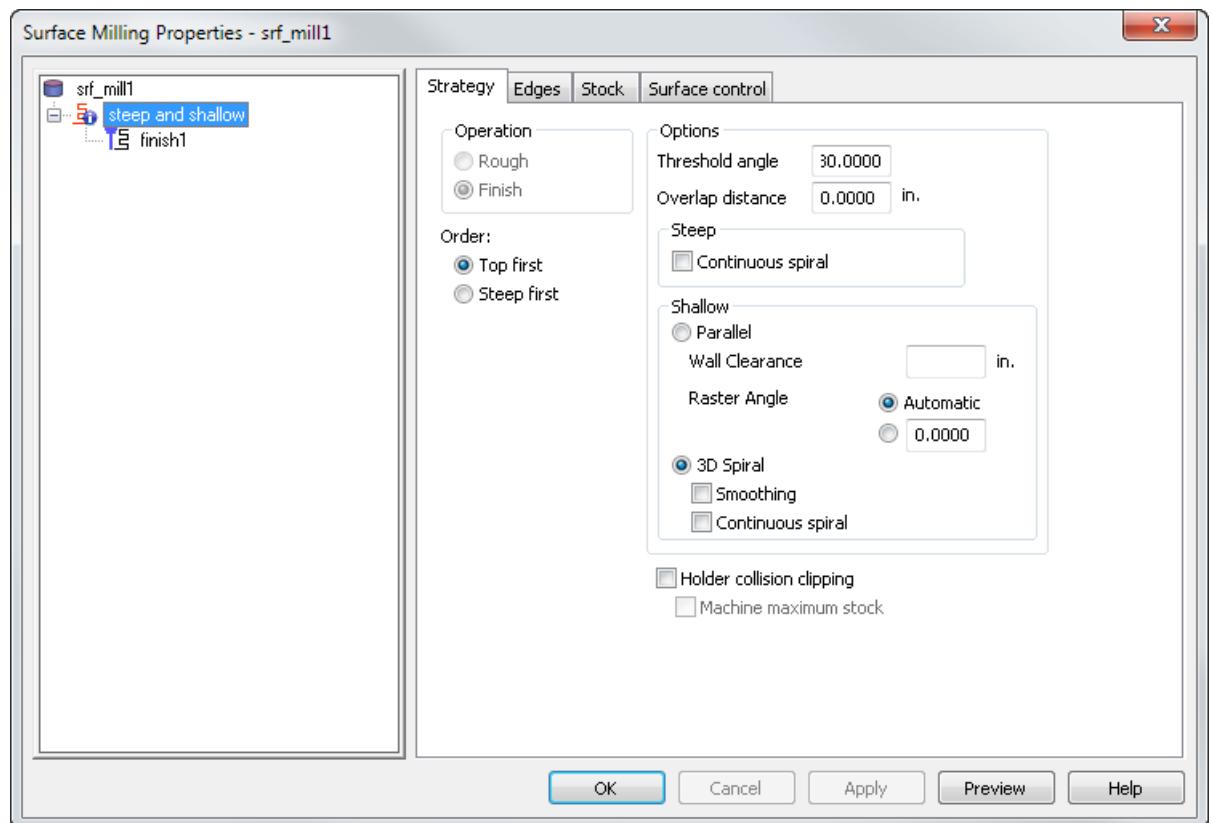 Surface Milling Properties - srf_mill1
srf_mill1
steep and shallow
finish1
Strategy Edges Stock Surface control
Operation
Rough
Finish
Order:
Top first
Steep first
Options
Threshold angle 30.0000
Overlap distance 0.0000 in.
Steep
Continuous spiral
Shallow
Parallel
Wall Clearance in.
Raster Angle Automatic
0.0000
3D Spiral
Smoothing
Continuous spiral
Holder collision clipping
Machine maximum stock
OK Cancel Apply Preview Help